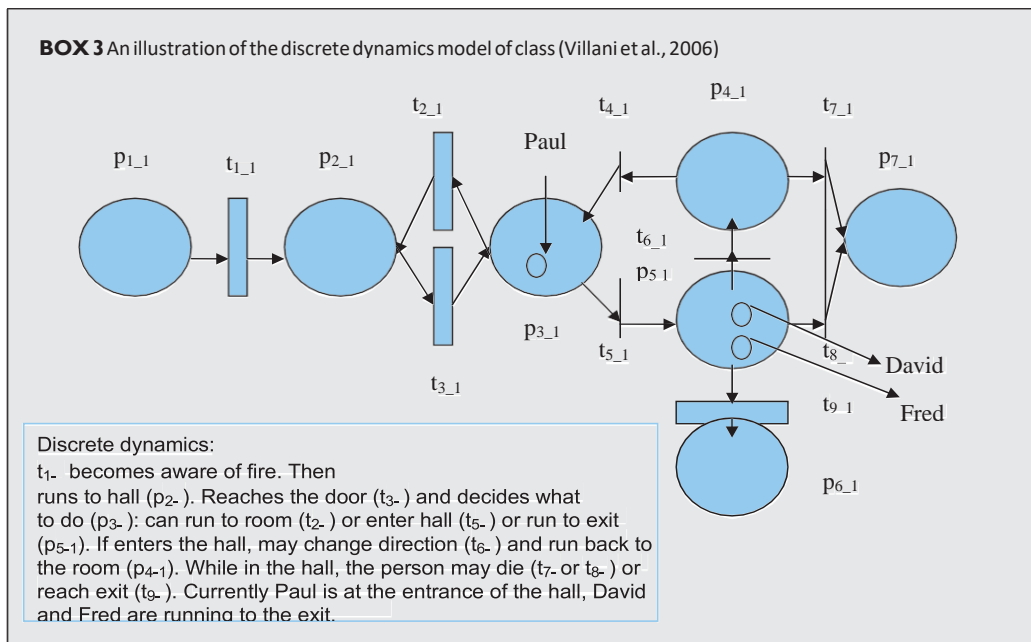 BOX 3 An illustration of the discrete dynamics model of class (Villani et al., 2006)
p4_1
t2_1
t4_1
t7_1
Paul
p1_1
t1_1
p2_1
p7_1
t6_1
p5_1
p3_1
t5_1
t8_
David
t3_1
t9_1
Fred
p6_1
Discrete dynamics:
t1- becomes aware of fire. Then
runs to hall (p2- ). Reaches the door (t3- ) and decides what
to do (p3- ): can run to room (t2- ) or enter hall (t5- ) or run to exit
(p5-1). If enters the hall, may change direction (t6- ) and run back to
the room (p4-1). While in the hall, the person may die (t7- or t8- ) or
reach exit (t9- ). Currently Paul is at the entrance of the hall, David
and Fred are running to the exit.